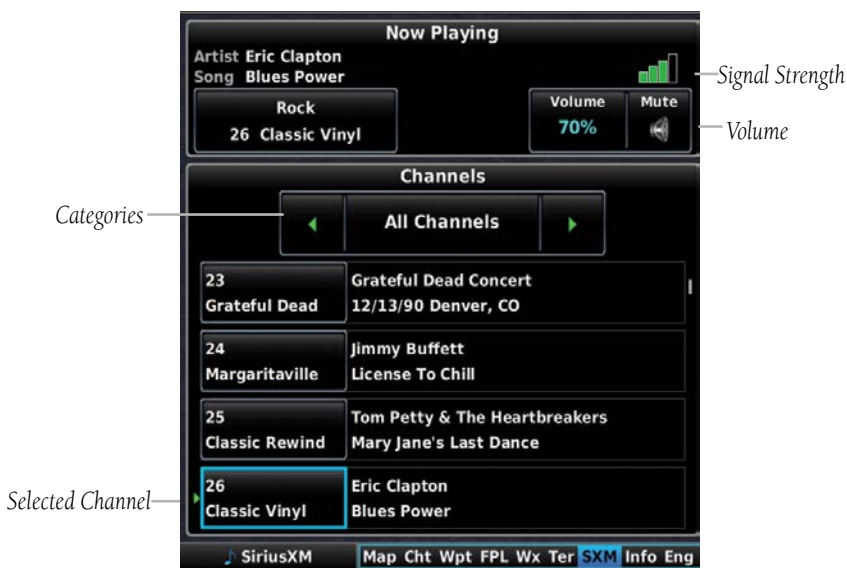 Now Playing
Artist Eric Clapton
Song Blues Power
Signal Strength
Rock
26 Classic Vinyl
Volume
70%
Mute
Volume
Channels
Categories
All Channels
23
Grateful Dead
Grateful Dead Concert
12/13/90 Denver, CO
24
Margaritaville
Jimmy Buffett
License To Chill
25
Classic Rewind
Tom Petty & The Heartbreakers
Mary Jane's Last Dance
Selected Channel
26
Classic Vinyl
Eric Clapton
Blues Power
SiriusXM
Map Cht Wpt FPL Wx Ter SXM Info Eng